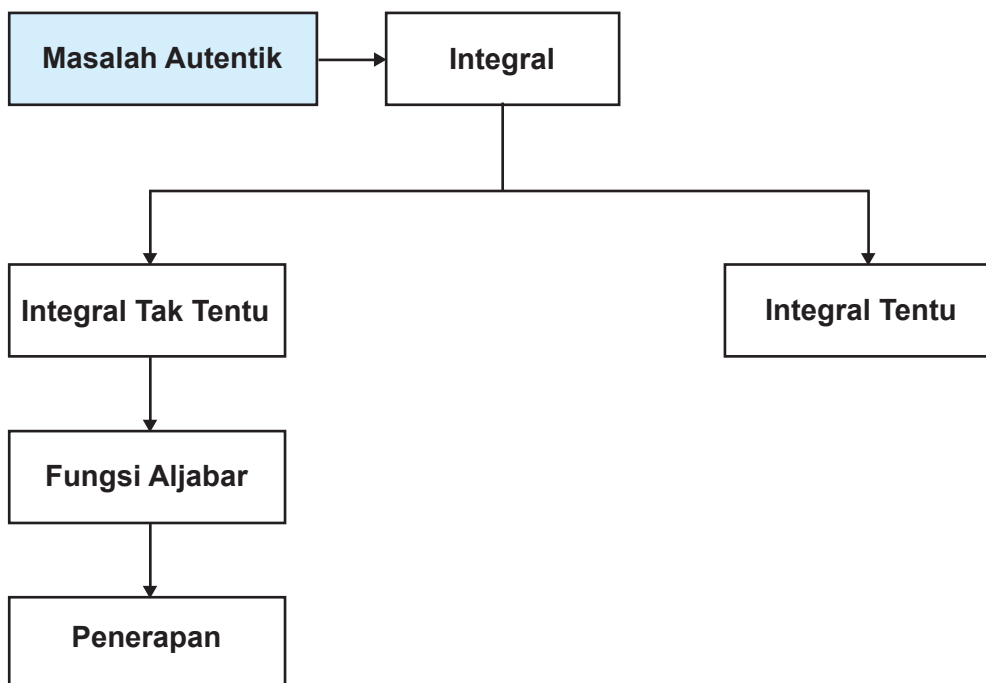 Masalah Autentik
Integral
Integral Tak Tentu
Integral Tentu
Fungsi Aljabar
Penerapan